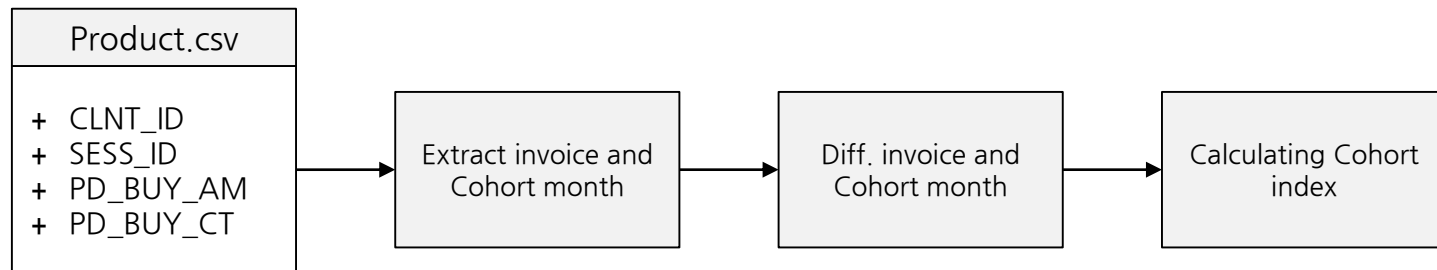 Product.csv
+ CLNT_ID
+ SESS_ID
+ PD_BUY_AM
+ PD_BUY_CT
Extract invoice and
Cohort month
Diff. invoice and
Cohort month
Calculating Cohort
index